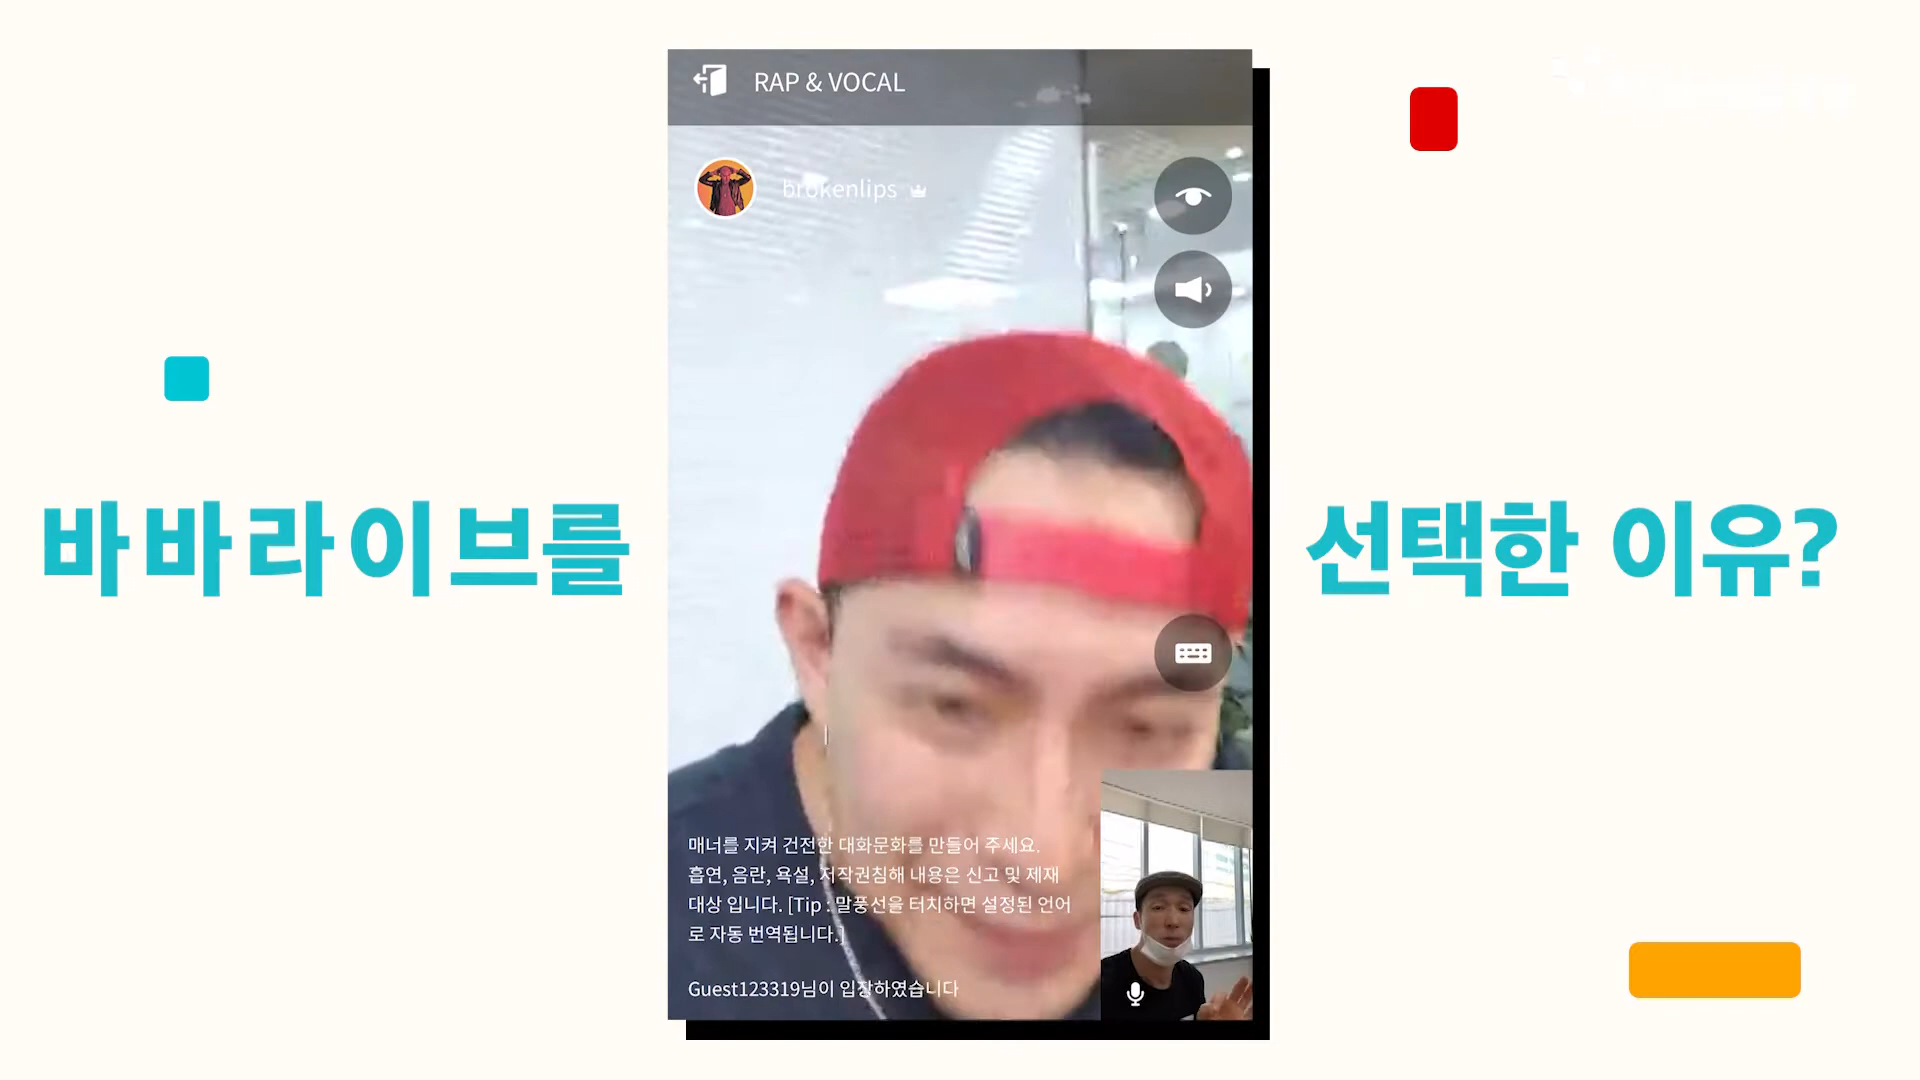 RAP & VOCAL
brokenlips
바바라이브를
선택한 이유?
매너를 지켜 건전한 대화문화를 만들어 주세요.
흡연, 음란, 욕설, 저작권침해 내용은 신고 및 제재
대상 입니다. [Tip : 말풍선을 터치하면 설정된 언어
로 자동 번역됩니다.]
Guest123319님이 입장하였습니다